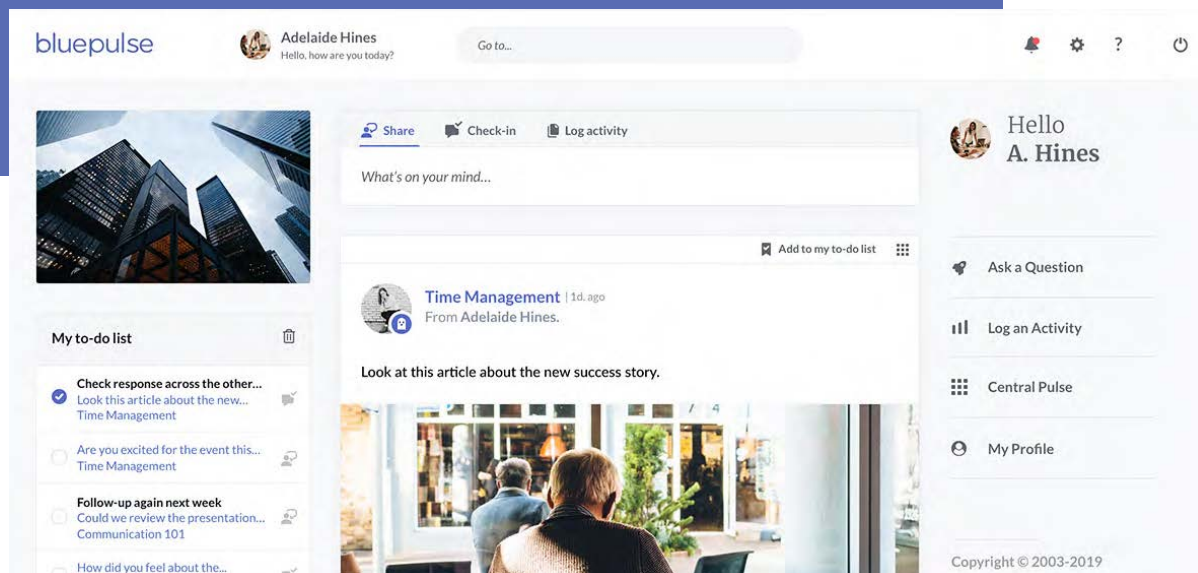 bluepulse
Adelaide Hines
Hello, how are you today?
Go to...
?
Share
Check-in
Log activity
What's on your mind...
Hello
A. Hines
Add to my to-do list
Time Management | 1d. ago
From Adelaide Hines.
Look at this article about the new success story.
My to-do list
Check response across the other...
Look this article about the new...
Time Management
Are you excited for the event this...
Time Management
Follow-up again next week
Could we review the presentation...
Communication 101
How did you feel about the...
Ask a Question
Log an Activity
Central Pulse
My Profile
Copyright © 2003-2019